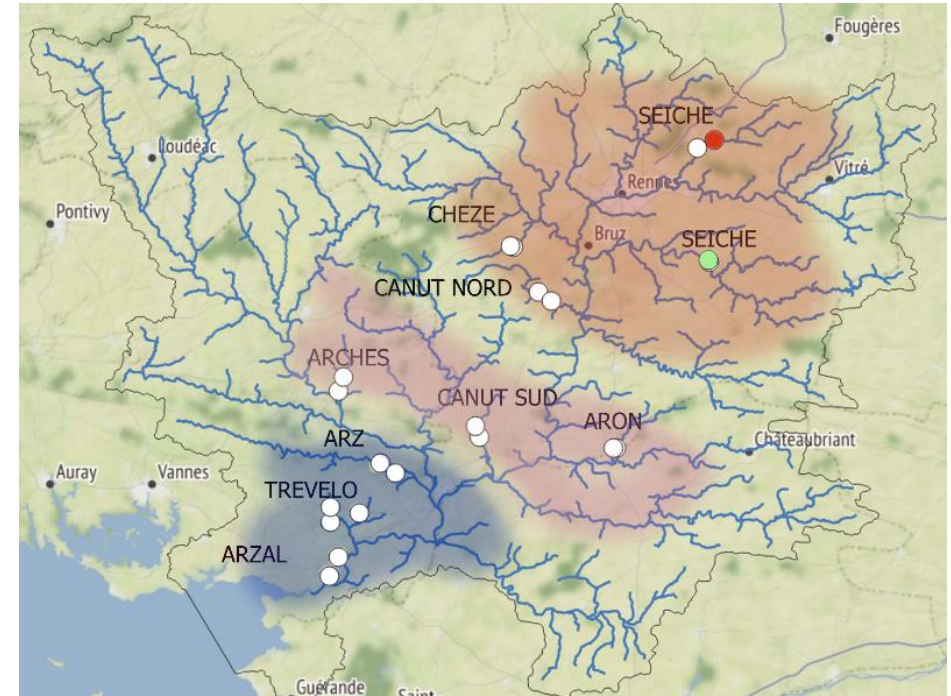 Fougères
SEICHE
Loudéac
Vitré
Rennes
Pontivy
CHEZE
Bruz
SEICHE
CANUT NORD
ARCHES
CANUT SUD
ARON
ARZ
Châteaubriant
Auray
Vannes
TREVELO
ARZAL
Guérande
Saint